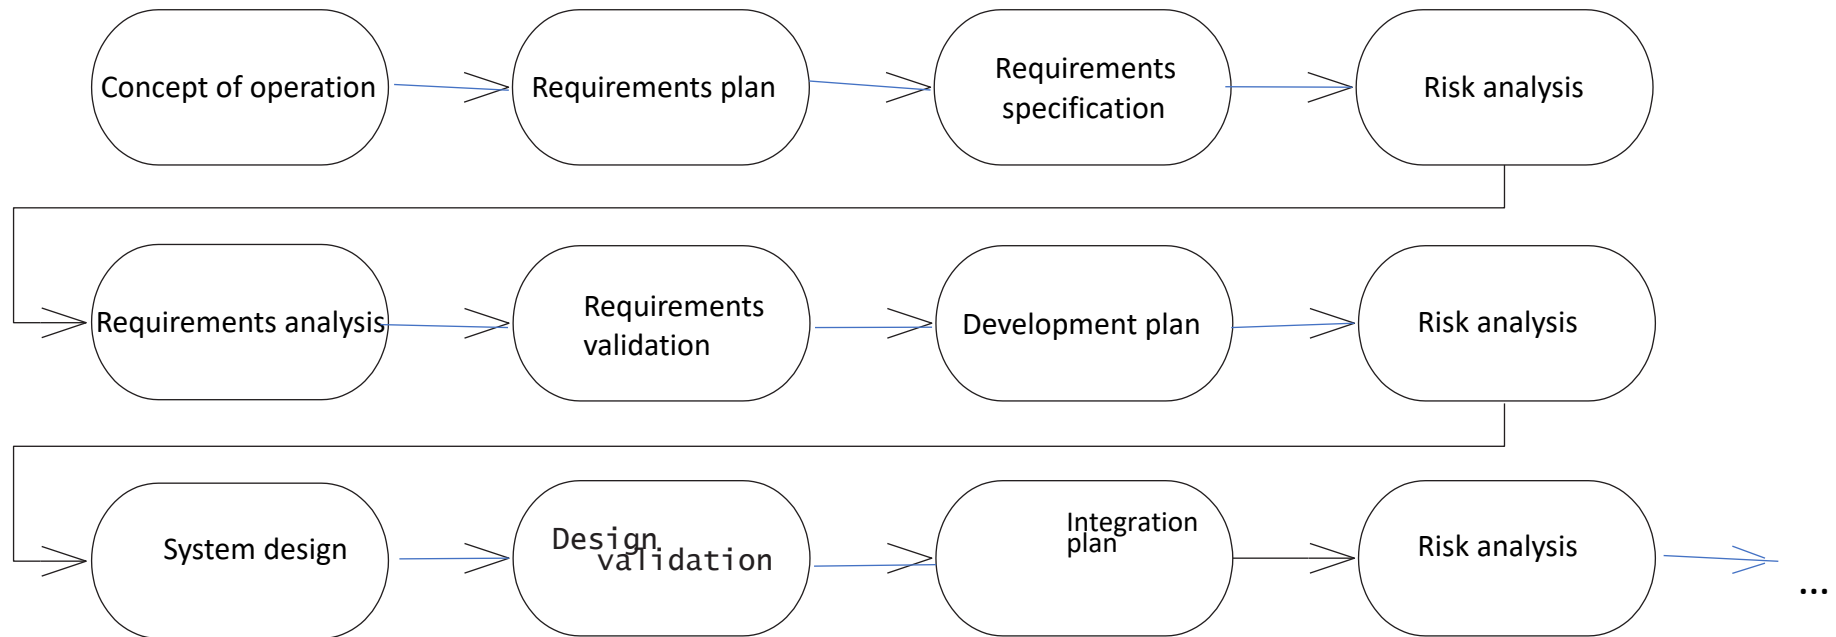 Concept of operation
Requirements plan
Requirements
specification
Risk analysis
Requirements analysis
Requirements
validation
Development plan
Risk analysis
System design
Design
validation
Integration
plan
Risk analysis
...